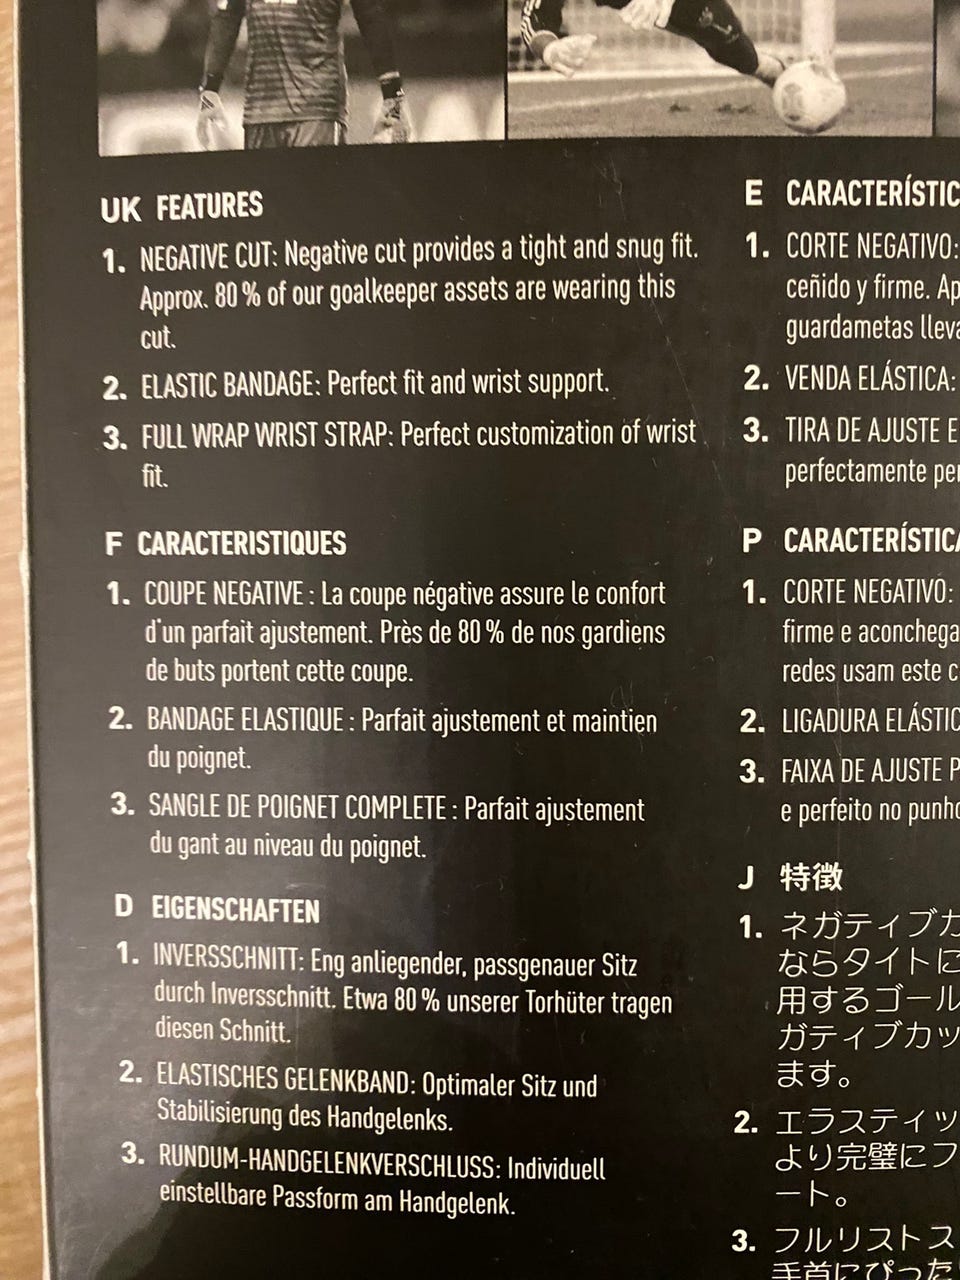 UK FEATURES
1. NEGATIVE CUT: Negative cut provides a tight and snug fit.
Approx. 80 % of our goalkeeper assets are wearing this
cut.
2. ELASTIC BANDAGE: Perfect fit and wrist support.
3. FULL WRAP WRIST STRAP: Perfect customization of wrist
fit.
F CARACTERISTIQUES
1. COUPE NEGATIVE : La coupe négative assure le confort
d'un parfait ajustement. Près de 80 % de nos gardiens
de buts portent cette coupe.
2. BANDAGE ELASTIQUE : Parfait ajustement et maintien
du poignet.
3. SANGLE DE POIGNET COMPLETE : Parfait ajustement
du gant au niveau du poignet.
D EIGENSCHAFTEN
1. INVERSSCHNITT: Eng anliegender, passgenauer Sitz
durch Inversschnitt. Etwa 80 % unserer Torhüter tragen
diesen Schnitt.
2. ELASTISCHES GELENKBAND: Optimaler Sitz und
Stabilisierung des Handgelenks.
3. RUNDUM-HANDGELENKVERSCHLUSS: Individuell
einstellbare Passform am Handgelenk.
E CARACTERÍSTIC
1. CORTE NEGATIVO:
ceñido y firme. Ap
guardametas lleva
2. VENDA ELÁSTICA:
3. TIRA DE AJUSTE E
perfectamente per
P CARACTERÍSTICA
1. CORTE NEGATIVO:
firme e aconchega
redes usam este c
2. LIGADURA ELÁSTIC
3. FAIXA DE AJUSTE P
e perfeito no punho
J 特徴
1. ネガティブカ
ならタイトに
用するゴール
ガティブカッ
ます。
2. エラスティッ
より完璧にフ
ート。
3. フルリストス
手首にぴった